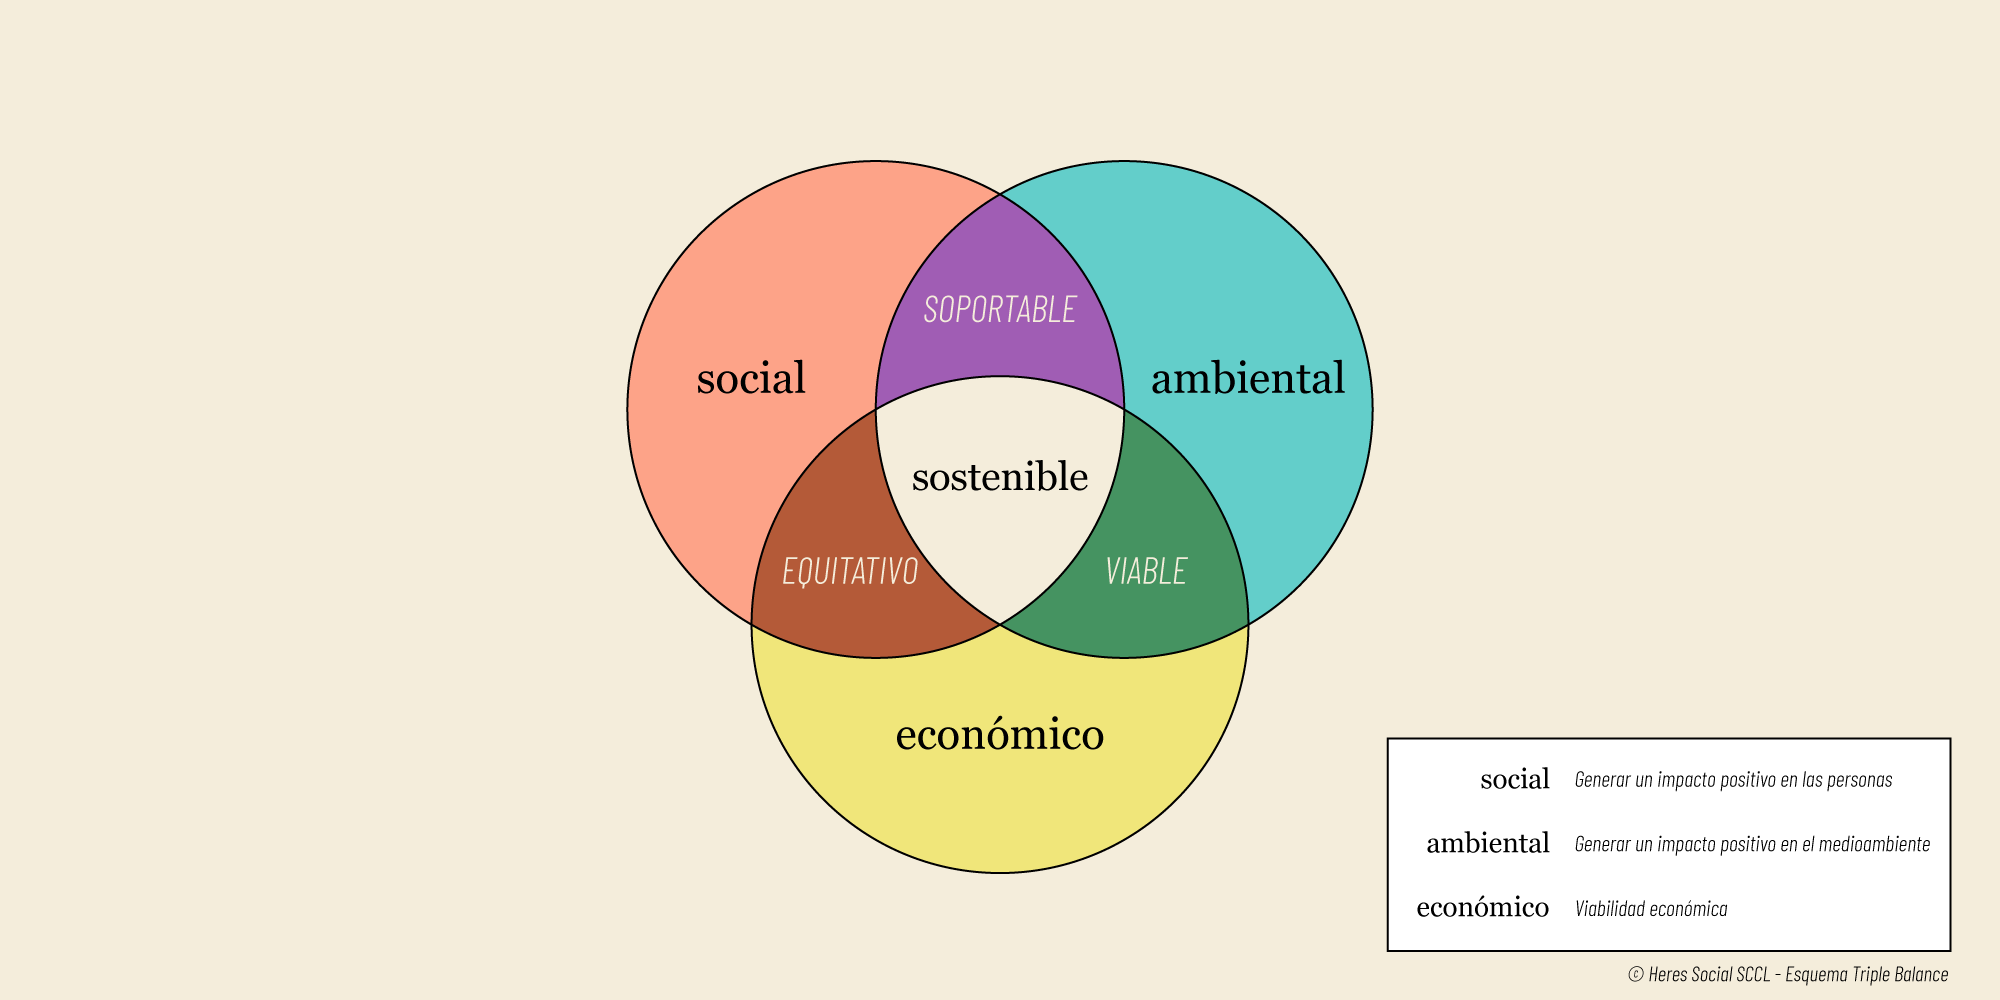 SOPORTABLE
social
ambiental
sostenible
EQUITATIVO
VIABLE
económico
social Generar un impacto positivo en las personas
ambiental Generar un impacto positivo en el medioambiente
económico Viabilidad económica
© Heres Social SCCL - Esquema Triple Balance